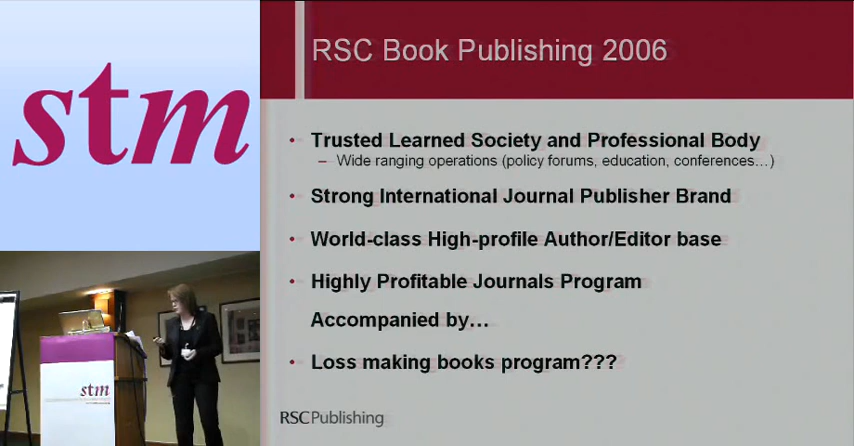 stm
RSC Book Publishing 2006
• Trusted Learned Society and Professional Body
– Wide ranging operations (policy forums, education, conferences…)
• Strong International Journal Publisher Brand
• World-class High-profile Author/Editor base
• Highly Profitable Journals Program
Accompanied by…
• Loss making books program???
RSCPublishing
stm